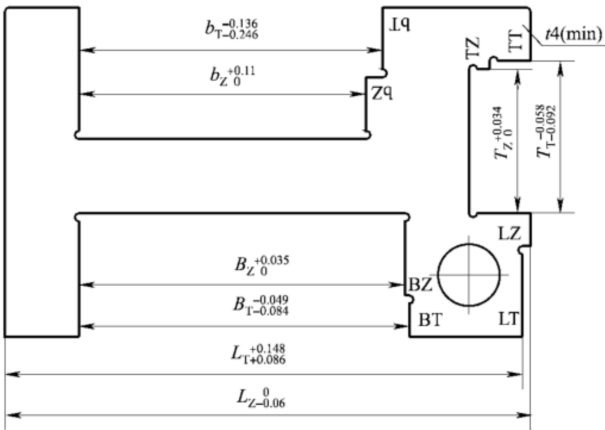 b_T -0.136 -0.246
bT
TZ
TT
t4(min)
b_Z +0.11 0
bZ
T_Z +0.034 0
T_T -0.058 -0.092
LZ
B_Z +0.035 0
BZ
B_T -0.049 -0.084
BT
LT
L_T +0.148 +0.086
L_Z 0 -0.06